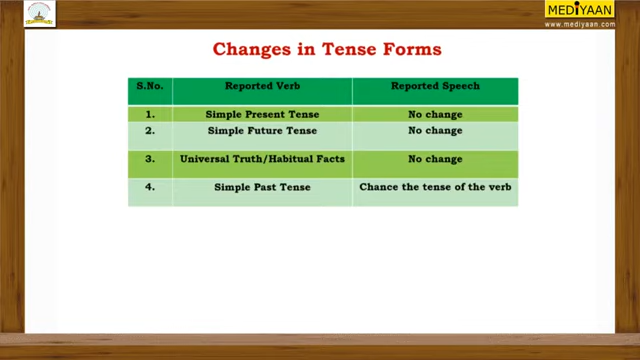 MEDiYAAN
www.mediyaan.com
Changes in Tense Forms
S.No. Reported Verb Reported Speech
1. Simple Present Tense No change
2. Simple Future Tense No change
3. Universal Truth/Habitual Facts No change
4. Simple Past Tense Chance the tense of the verb